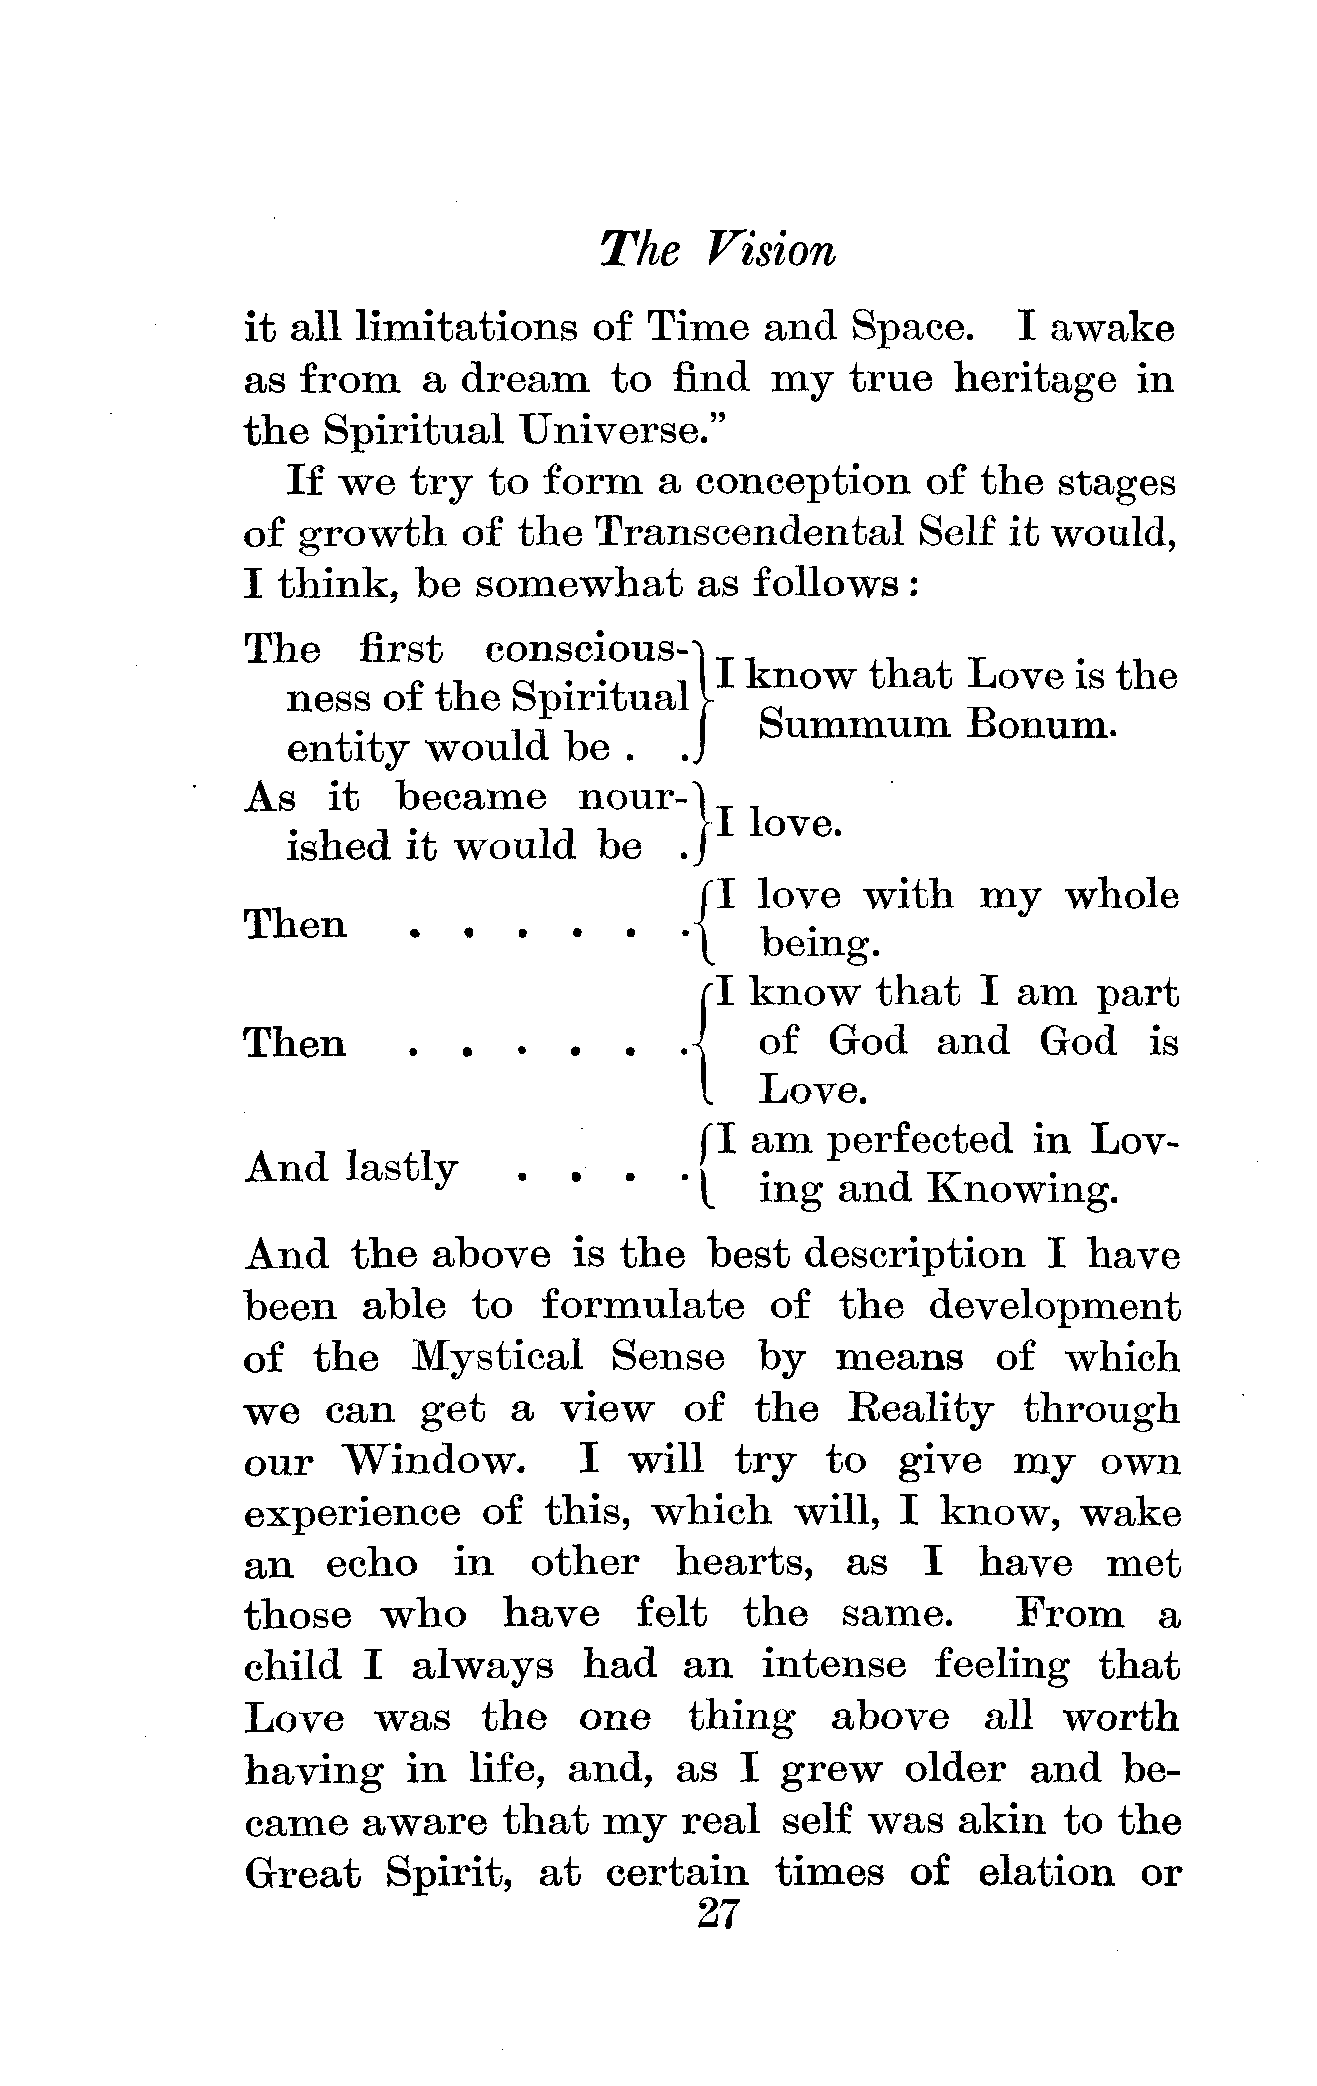 The Vision
it all limitations of Time and Space. I awake
as from a dream to find my true heritage in
the Spiritual Universe.”
If we try to form a conception of the stages
of growth of the Transcendental Self it would,
I think, be somewhat as follows :
The first conscious-
ness of the Spiritual
entity would be . .
I know that Love is the
Summum Bonum.
As it became nour-
ished it would be .
I love.
Then . . . . . .
I love with my whole
being.
Then . . . . . .
I know that I am part
of God and God is
Love.
And lastly . . . .
I am perfected in Lov-
ing and Knowing.
And the above is the best description I have
been able to formulate of the development
of the Mystical Sense by means of which
we can get a view of the Reality through
our Window. I will try to give my own
experience of this, which will, I know, wake
an echo in other hearts, as I have met
those who have felt the same. From a
child I always had an intense feeling that
Love was the one thing above all worth
having in life, and, as I grew older and be-
came aware that my real self was akin to the
Great Spirit, at certain times of elation or
27